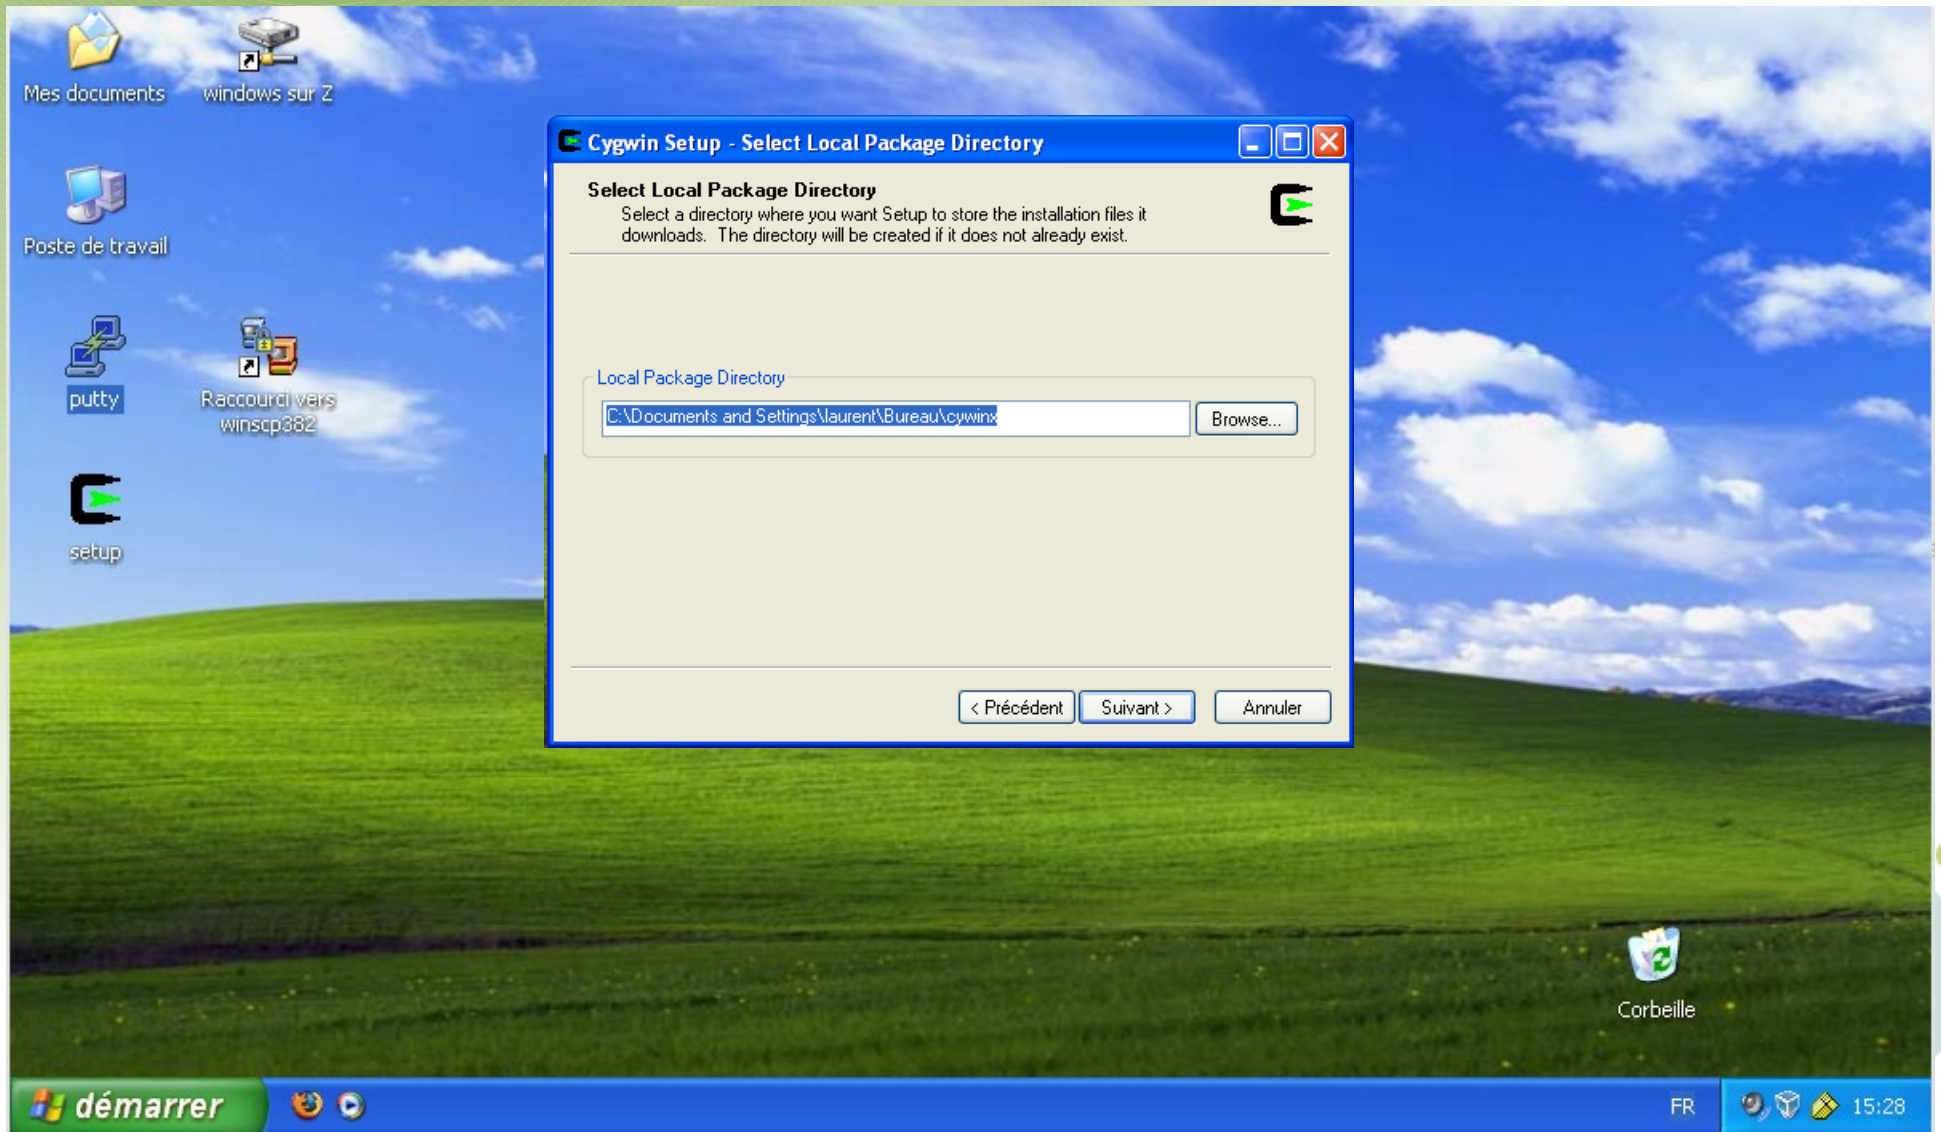 Mes documents
windows sur Z
Poste de travail
putty
Raccourci vers
winscp382
setup
Cygwin Setup - Select Local Package Directory
Select Local Package Directory
Select a directory where you want Setup to store the installation files it
downloads. The directory will be created if it does not already exist.
Local Package Directory
C:\Documents and Settings\laurent\Bureau\cywinx
Browse...
< Précédent
Suivant >
Annuler
Corbeille
démarrer
FR
15:28